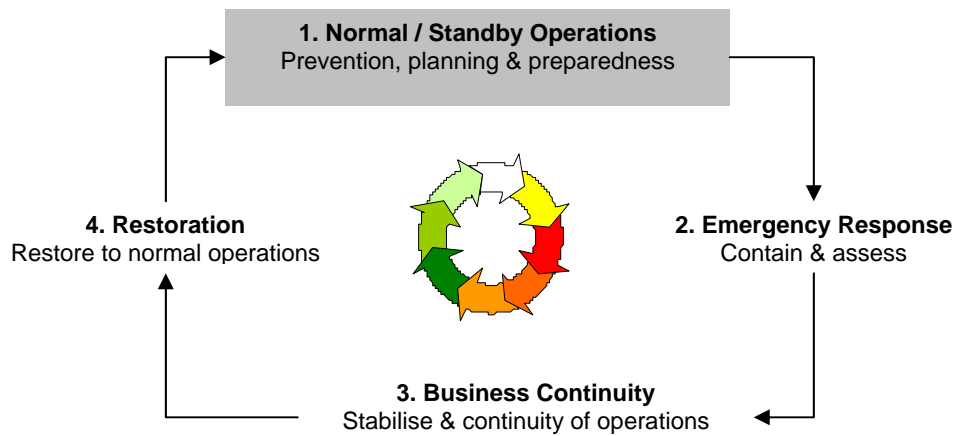 1. Normal / Standby Operations
Prevention, planning & preparedness
2. Emergency Response
Contain & assess
3. Business Continuity
Stabilise & continuity of operations
4. Restoration
Restore to normal operations